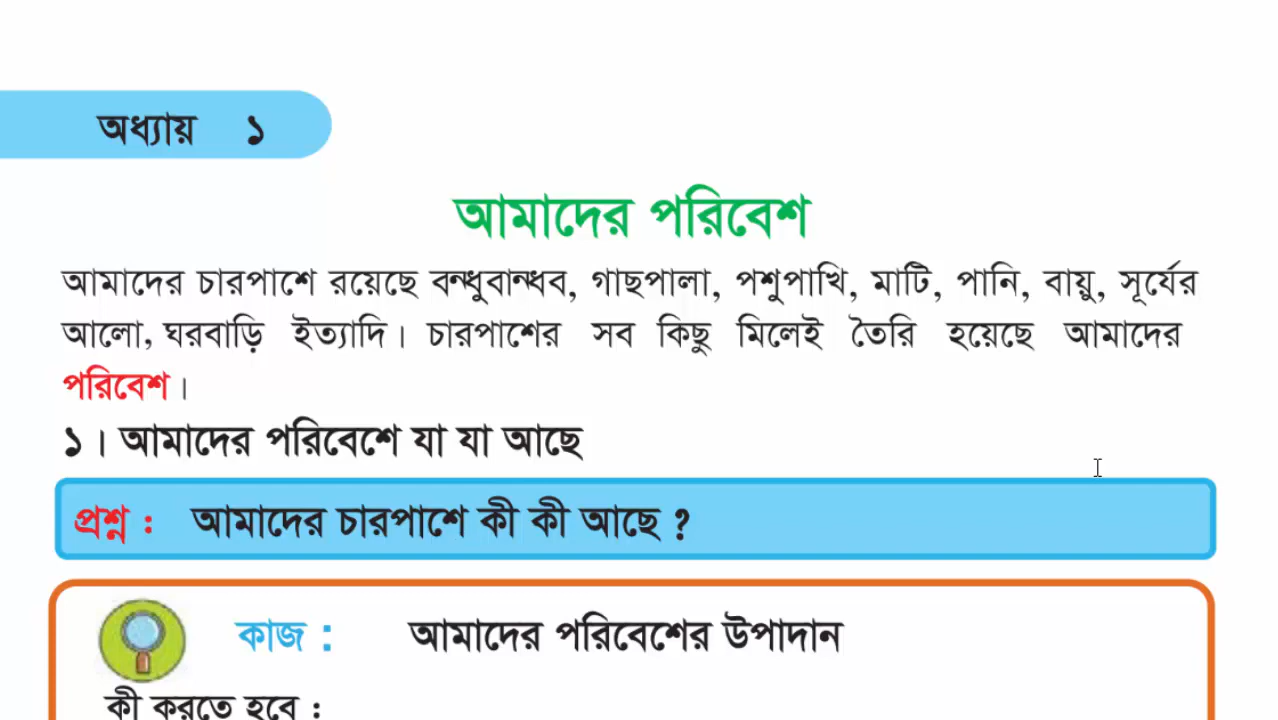 অধ্যায় ১
আমাদের পরিবেশ
আমাদের চারপাশে রয়েছে বন্ধুবান্ধব, গাছপালা, পশুপাখি, মাটি, পানি, বায়ু, সূর্যের
আলো, ঘরবাড়ি ইত্যাদি। চারপাশের সব কিছু মিলেই তৈরি হয়েছে আমাদের
পরিবেশ।
১। আমাদের পরিবেশে যা যা আছে
প্রশ্ন : আমাদের চারপাশে কী কী আছে ?
কাজ : আমাদের পরিবেশের উপাদান
কী করতে হবে :